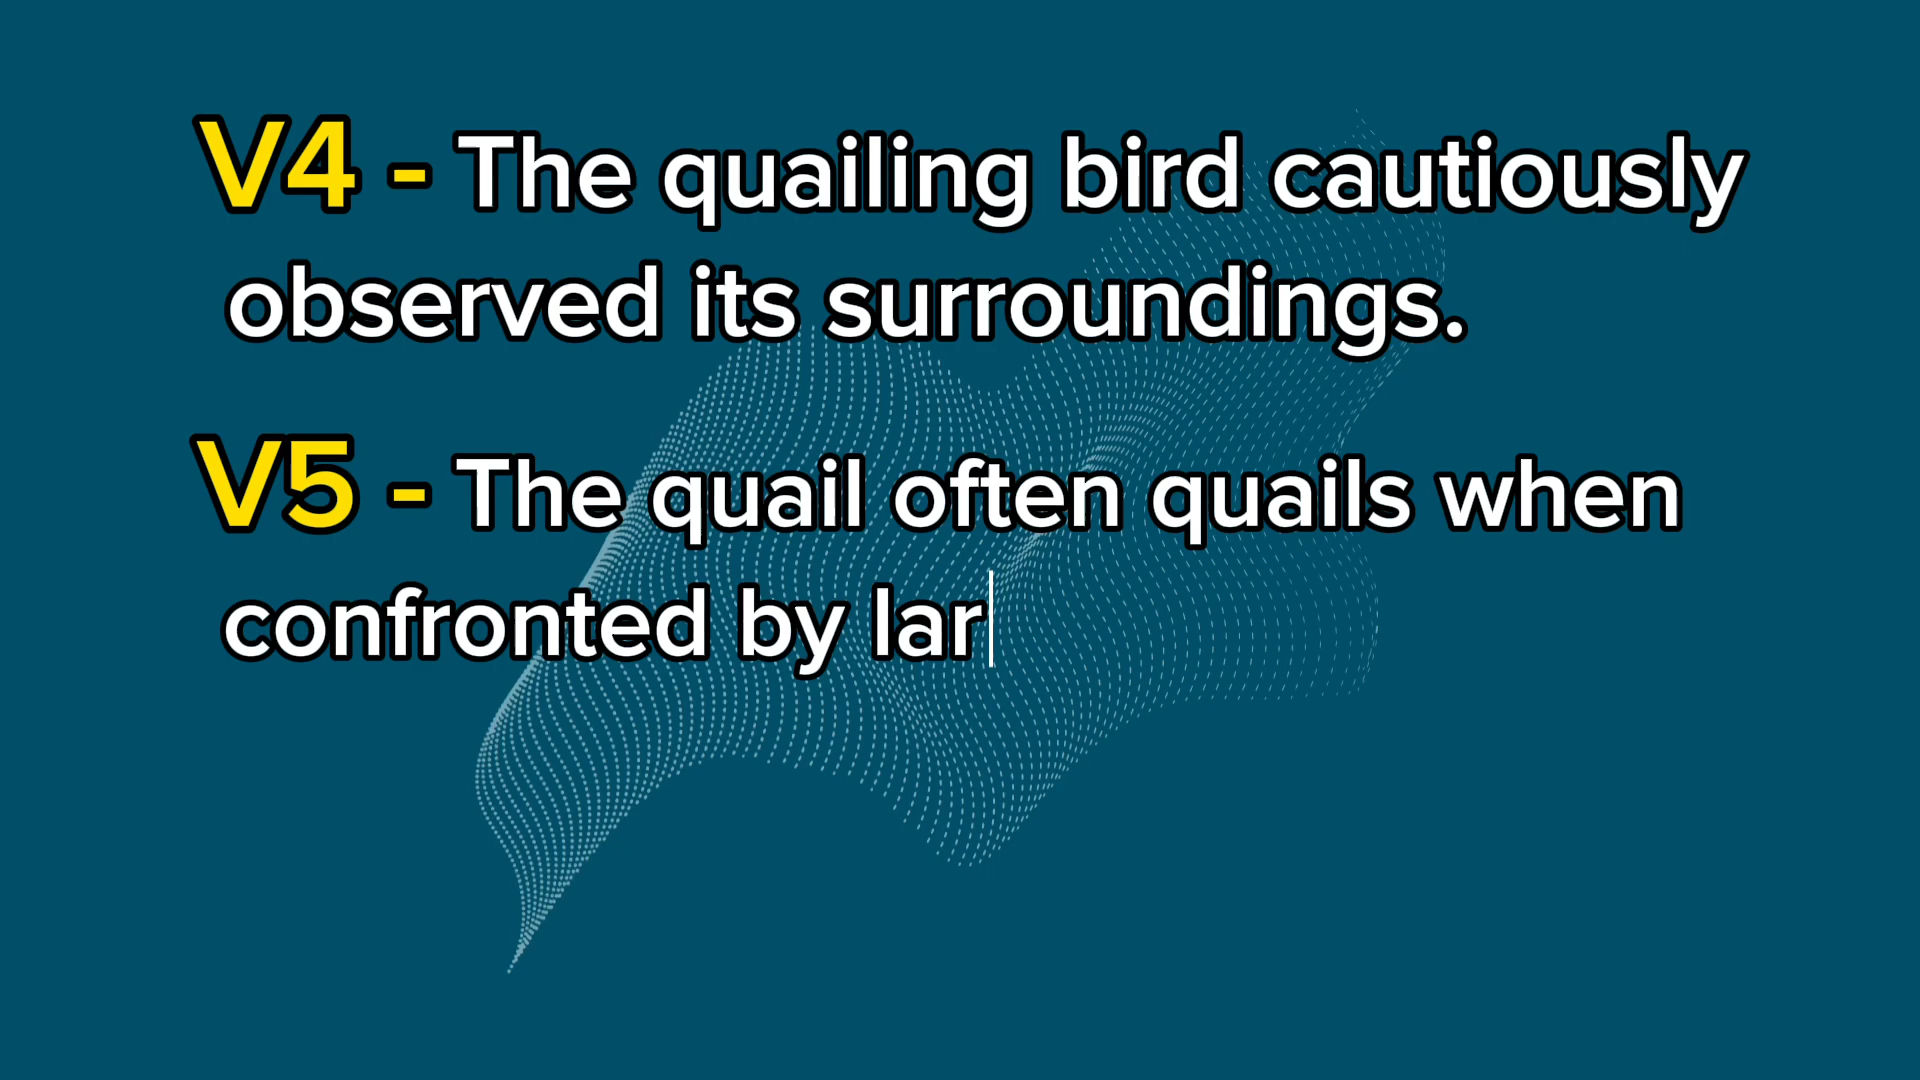 V4 - The quailing bird cautiously
observed its surroundings.
V5 - The quail often quails when
confronted by lar